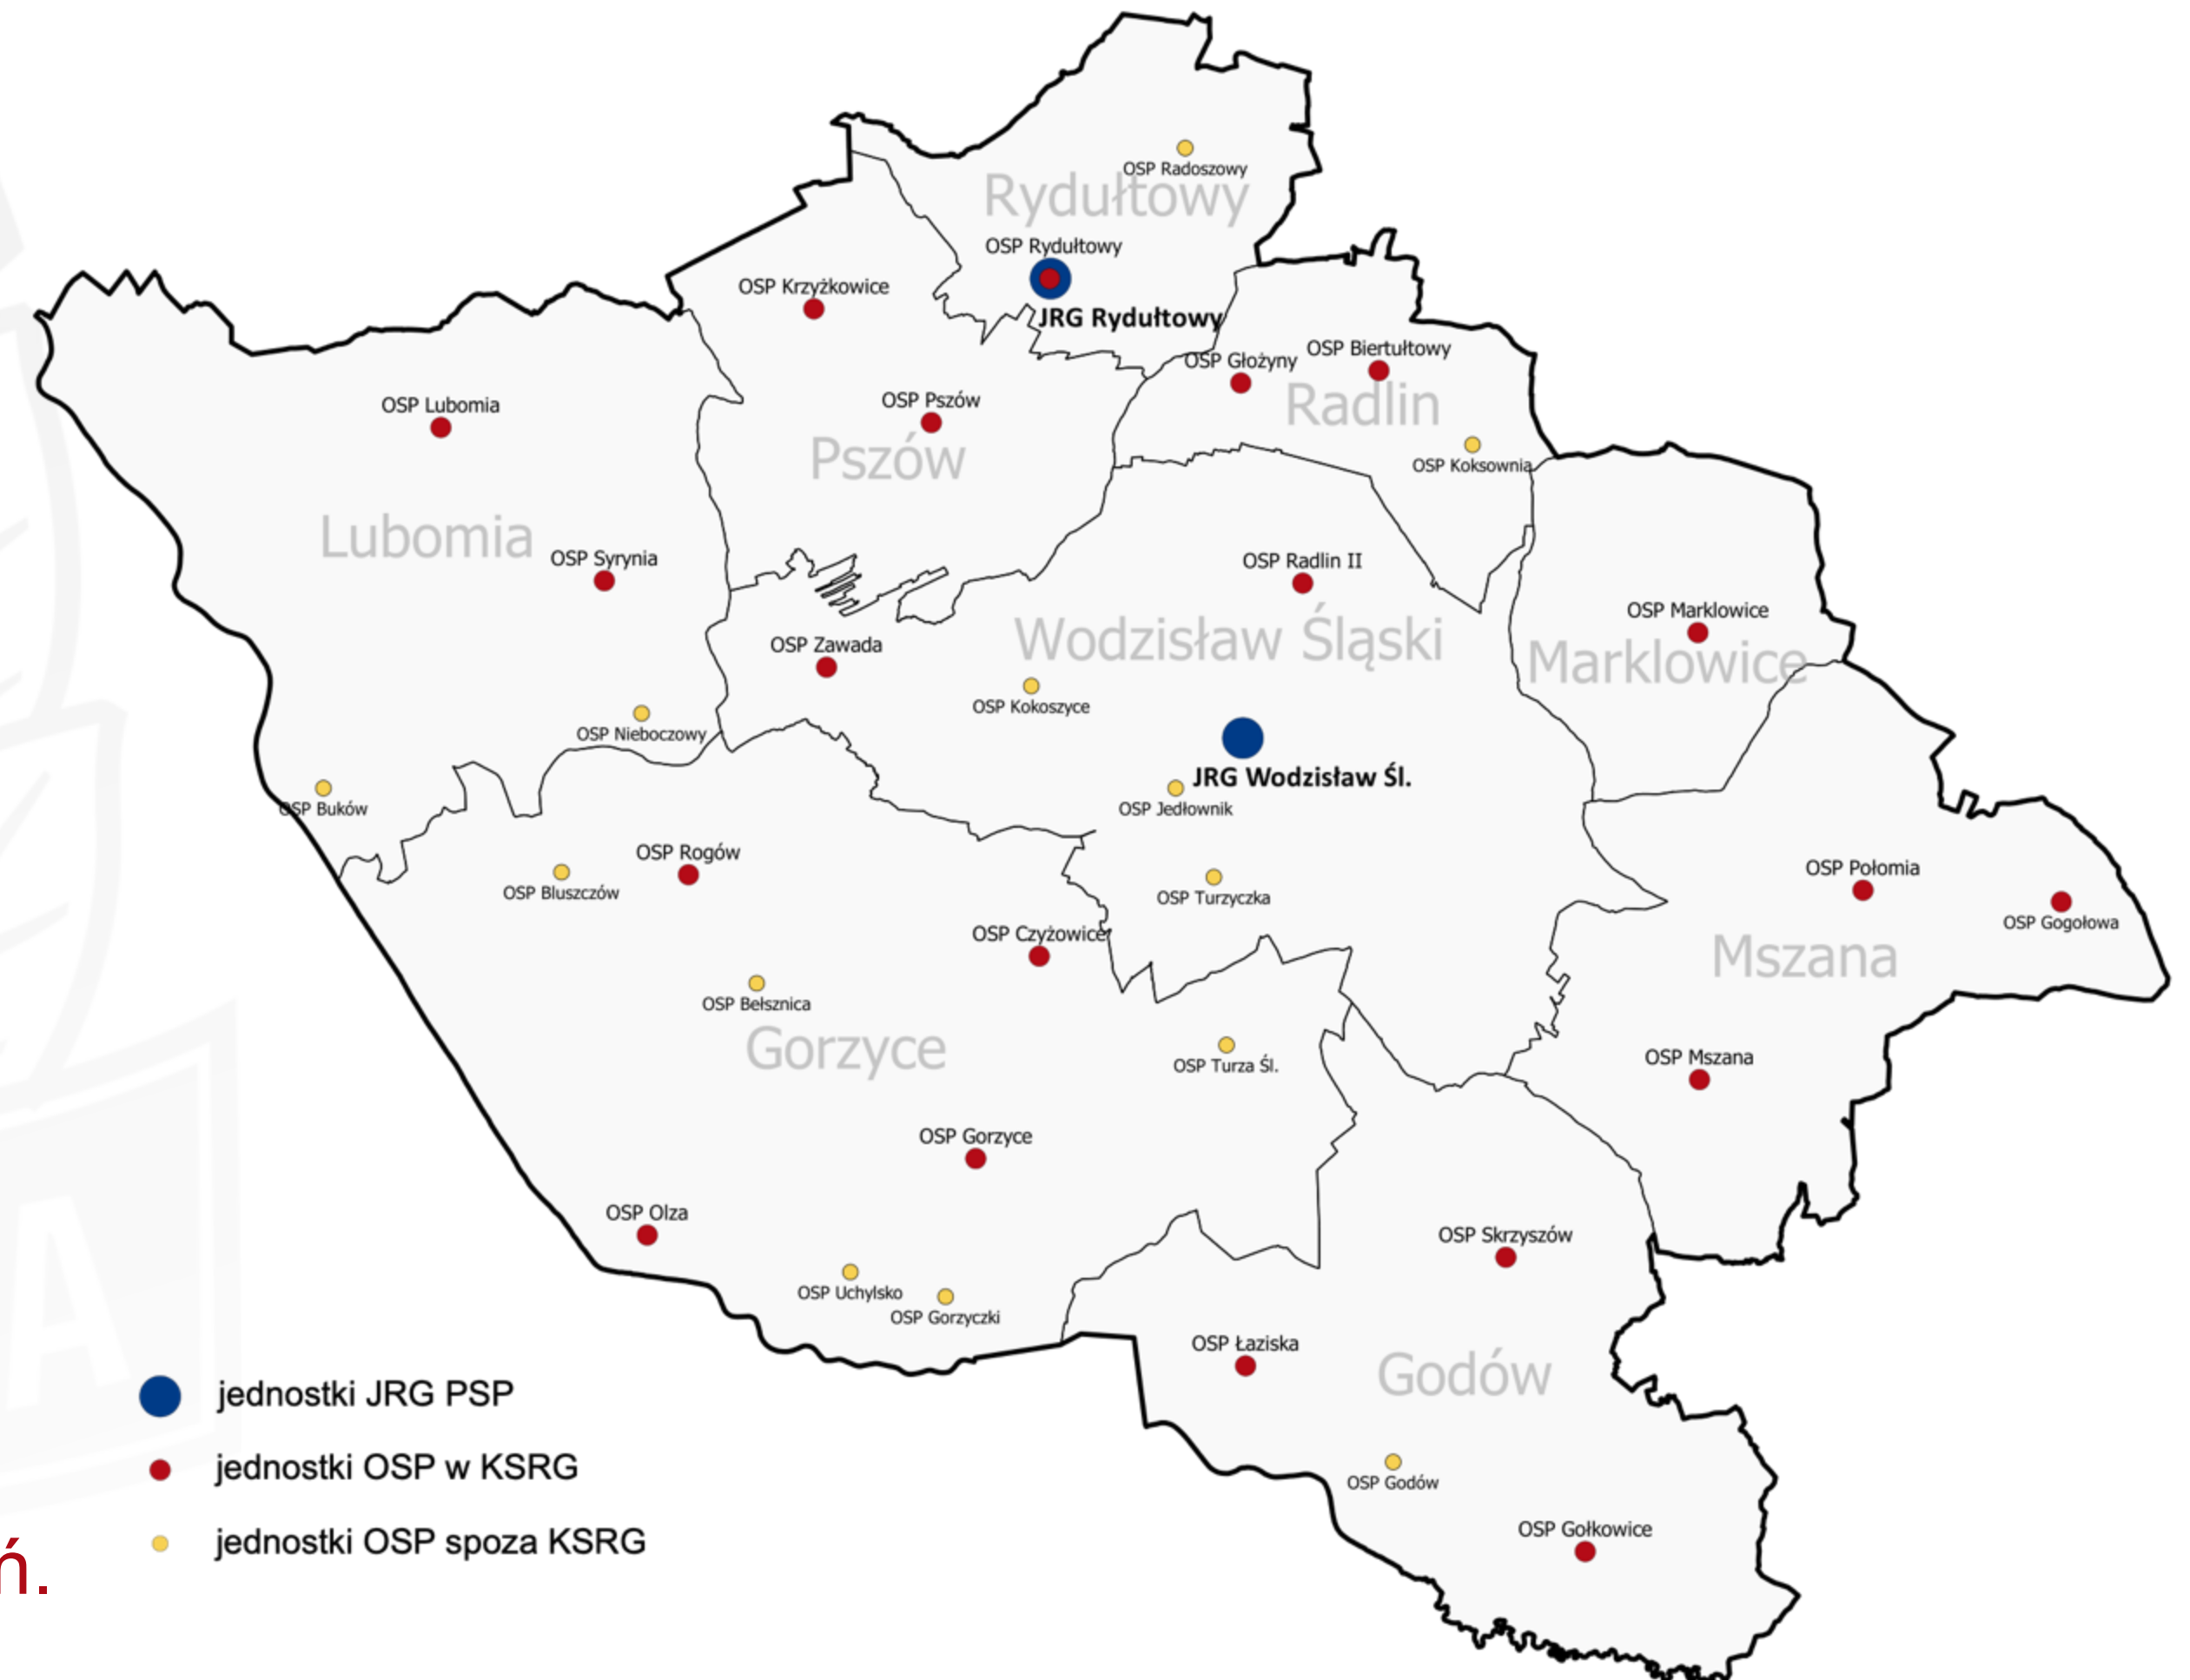 OSP Radoszowy
Rydułtowy
OSP Rydułtowy
JRG Rydułtowy
OSP Krzyżkowice
OSP Głożyny
OSP Biertułtowy
Radlin
OSP Koksownia
OSP Pszów
Pszów
OSP Lubomia
Lubomia
OSP Syrynia
OSP Nieboczowy
OSP Buków
OSP Radlin II
Wodzisław Śląski
OSP Zawada
OSP Kokoszyce
JRG Wodzisław Śl.
OSP Jedłownik
OSP Turzyczka
OSP Marklowice
Marklowice
OSP Połomia
OSP Gogołowa
Mszana
OSP Mszana
OSP Rogów
OSP Bluszczów
OSP Czyżowice
OSP Bełsznica
Gorzyce
OSP Turza Śl.
OSP Gorzyce
OSP Olza
OSP Uchylsko
OSP Gorzyczki
OSP Skrzyszów
OSP Łaziska
Godów
OSP Godów
OSP Gołkowice
jednostki JRG PSP
jednostki OSP w KSRG
jednostki OSP spoza KSRG
ń.
A